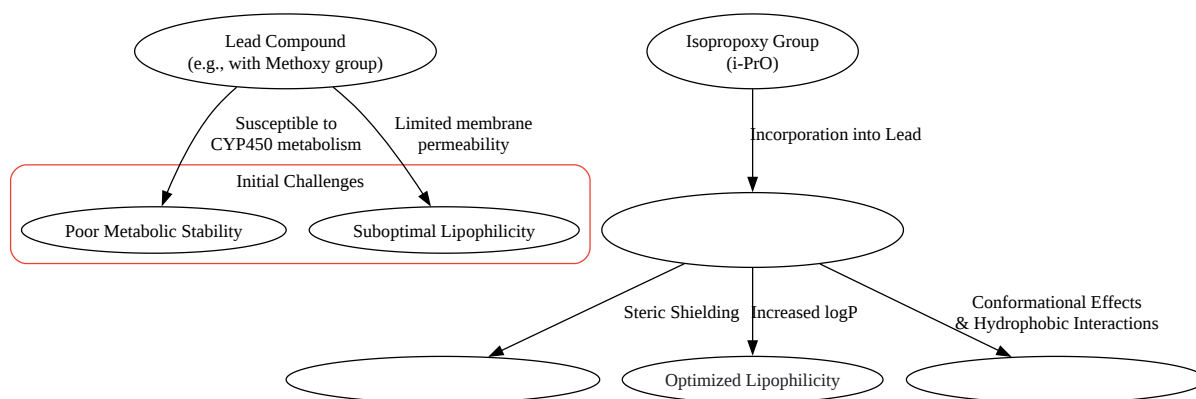 Lead Compound
(e.g., with Methoxy group)
Isopropoxy Group
(i-PrO)
Susceptible to
CYP450 metabolism
Limited membrane
permeability
Incorporation into Lead
Initial Challenges
Poor Metabolic Stability
Suboptimal Lipophilicity
Steric Shielding
Increased logP
Conformational Effects
& Hydrophobic Interactions
Optimized Lipophilicity